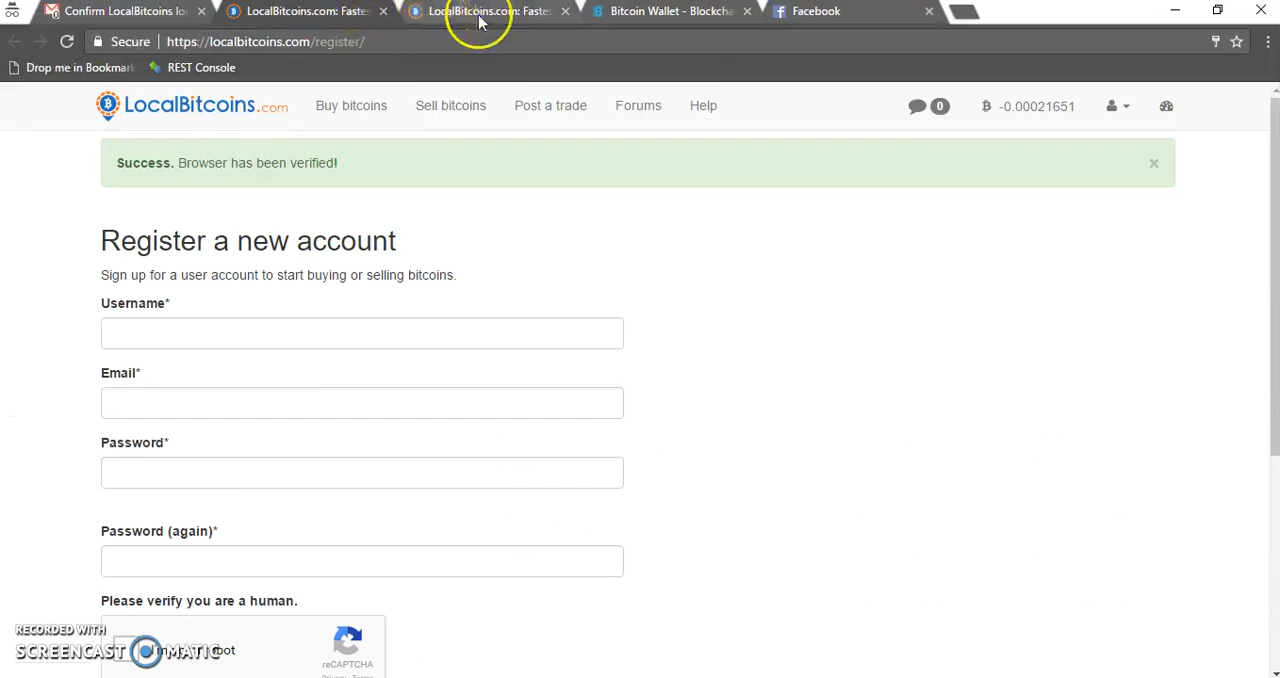 Confirm LocalBitcoins lo
LocalBitcoins.com: Faste
LocalBitcoins.com: Faste
Bitcoin Wallet - Blockcha
Facebook
Secure
https://localbitcoins.com/register/
Drop me in Bookmar
REST Console
LocalBitcoins.com
Buy bitcoins
Sell bitcoins
Post a trade
Forums
Help
0
-0.00021651
Success. Browser has been verified!
×
Register a new account
Sign up for a user account to start buying or selling bitcoins.
Username*
Email*
Password*
Password (again)*
Please verify you are a human.
reCAPTCHA
RECORDED WITH
SCREENCAST MATIC